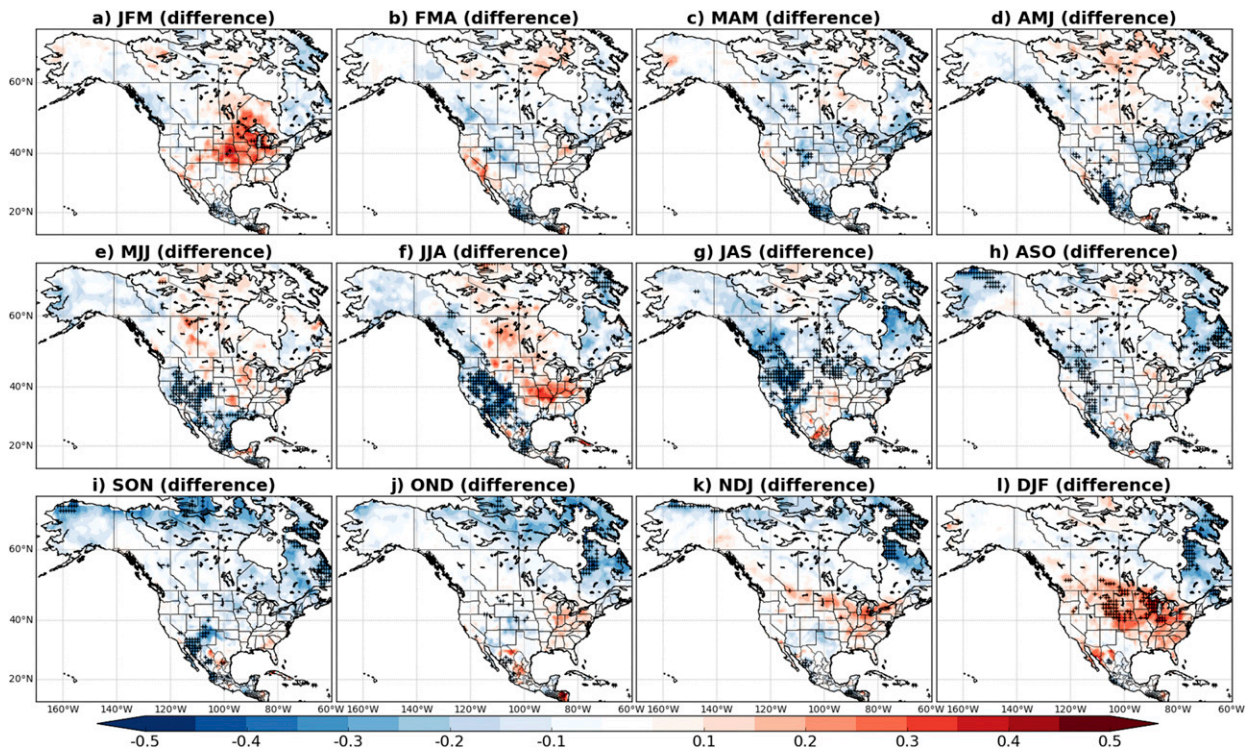 a) JFM (difference) b) FMA (difference) c) MAM (difference) d) AMJ (difference)
60°N
40°N
20°N
e) MJJ (difference) f) JJA (difference) g) JAS (difference) h) ASO (difference)
60°N
40°N
20°N
i) SON (difference) j) OND (difference) k) NDJ (difference) l) DJF (difference)
60°N
40°N
20°N
160°W 140°W 120°W 100°W 80°W 60°W 160°W 140°W 120°W 100°W 80°W 60°W 160°W 140°W 120°W 100°W 80°W 60°W 160°W 140°W 120°W 100°W 80°W 60°W
-0.5 -0.3 -0.2 -0.1 0.1 0.2 0.3 0.4 0.5